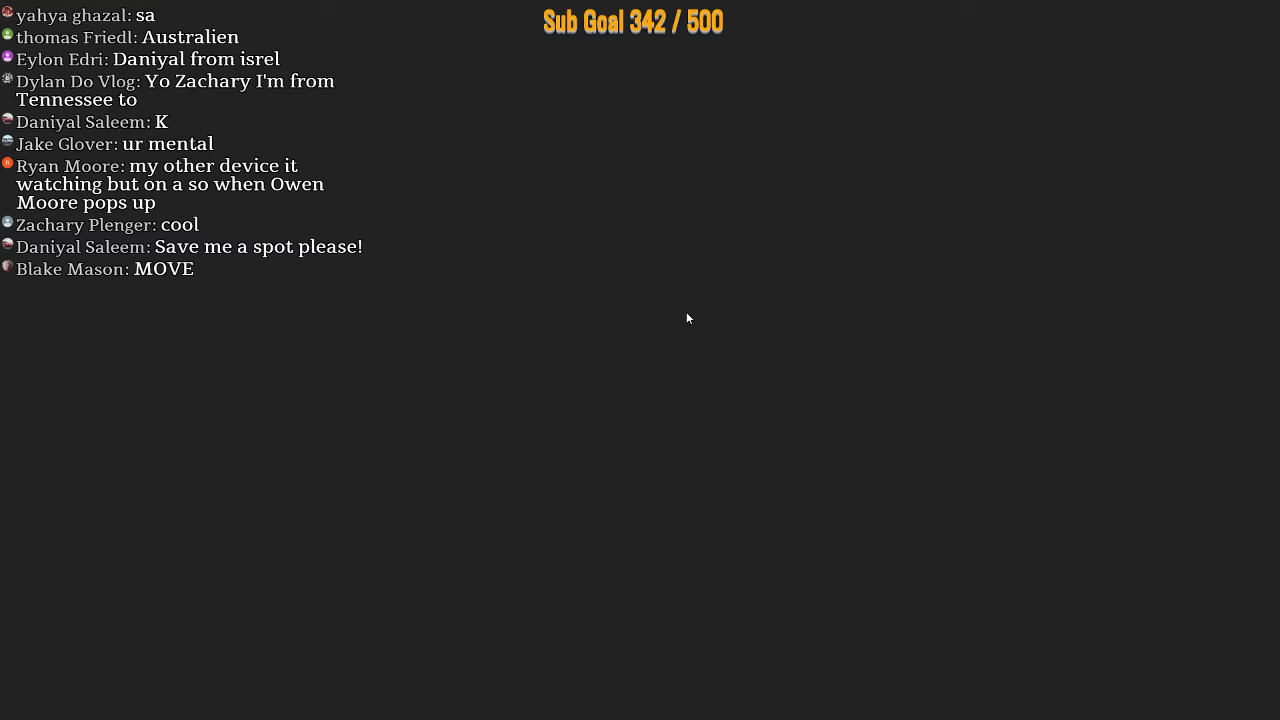 yahya ghazal: sa
Sub Goal 342 / 500
thomas Friedl: Australien
Eylon Edri: Daniyal from isrel
Dylan Do Vlog: Yo Zachary I'm from
Tennessee to
Daniyal Saleem: K
Jake Glover: ur mental
Ryan Moore: my other device it
watching but on a so when Owen
Moore pops up
Zachary Plenger: cool
Daniyal Saleem: Save me a spot please!
Blake Mason: MOVE